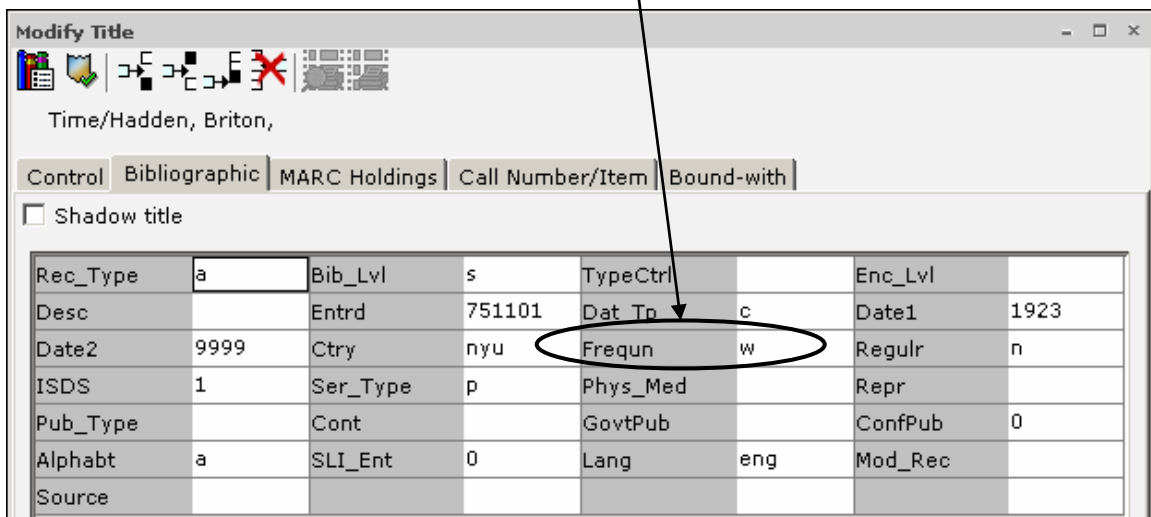 Modify Title
Time/Hadden, Briton,
Control Bibliographic MARC Holdings Call Number/Item Bound-with
Shadow title
Rec_Type a Bib_Lvl s TypeCtrl Enc_Lvl
Desc Entrd 751101 Dat_Tp c Date1 1923
Date2 9999 Ctry nyu Frequn w Regulr n
ISDS 1 Ser_Type p Phys_Med Repr
Pub_Type Cont GovtPub ConfPub 0
Alphabt a SLI_Ent 0 Lang eng Mod_Rec
Source